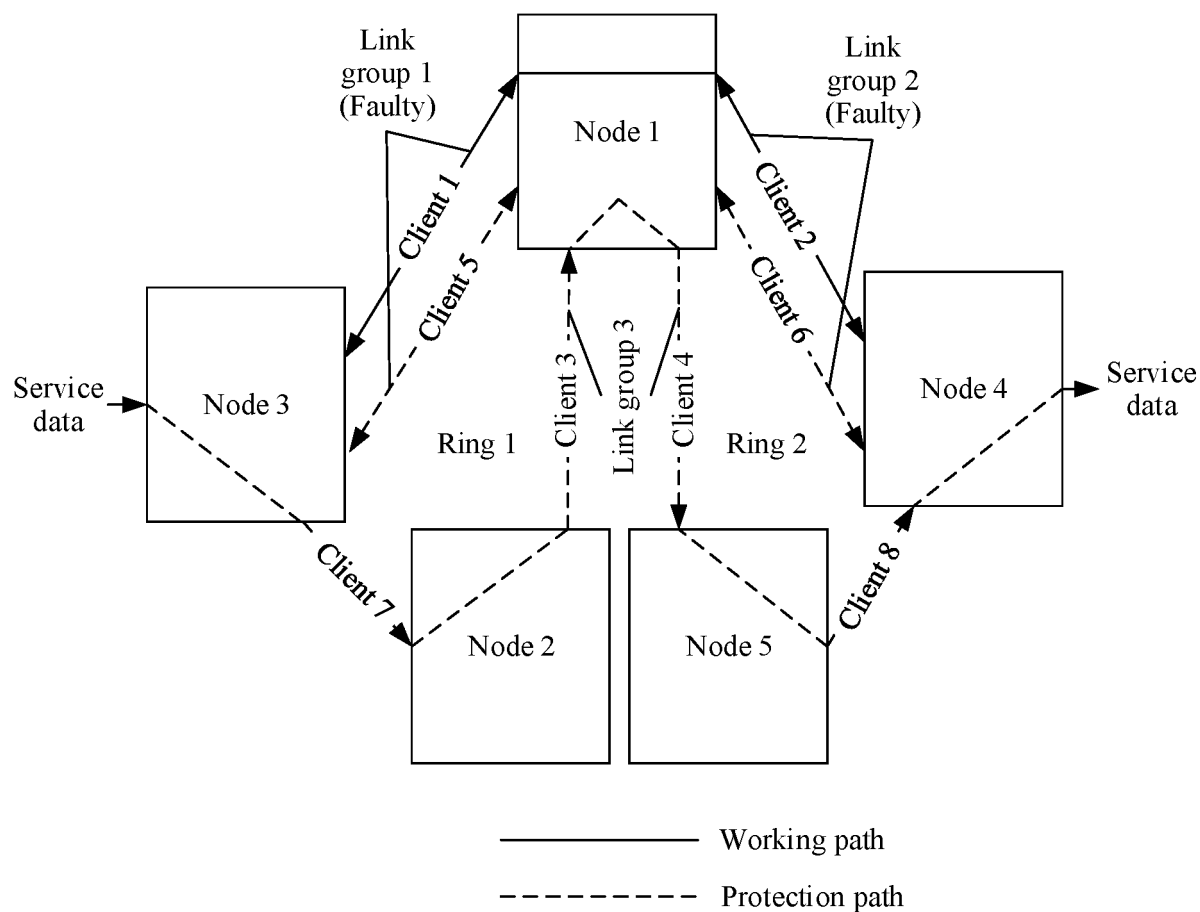 Link
group 1
(Faulty)
Link
group 2
(Faulty)
Node 1
Client 1
Client 2
Client 5
Client 6
Service
data
Node 3
Node 4
Service
data
Ring 1
Client 3
Link group 3
Client 4
Ring 2
Client 7
Client 8
Node 2
Node 5
Working path
Protection path